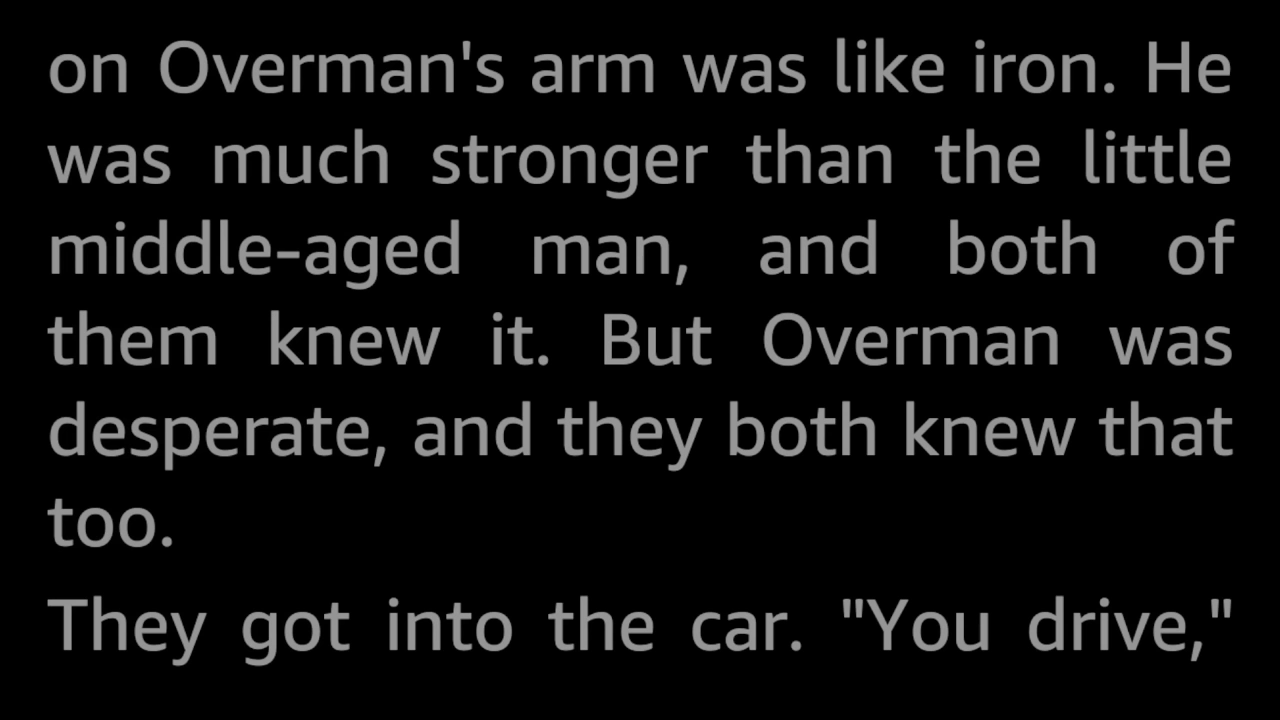 on Overman's arm was like iron. He
was much stronger than the little
middle-aged man, and both of
them knew it. But Overman was
desperate, and they both knew that
too.
They got into the car. "You drive,"